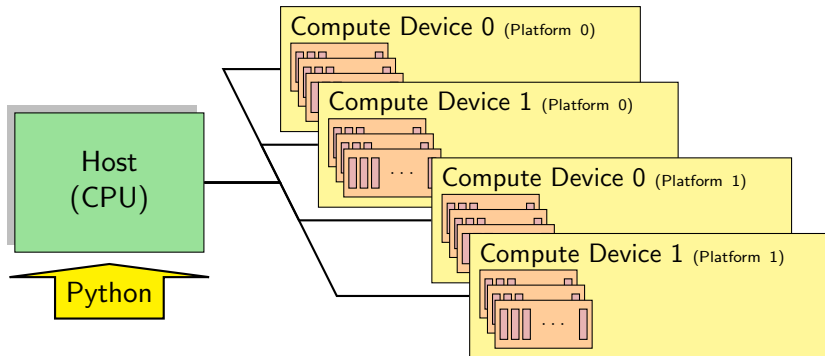 Compute Device 0 (Platform 0)
Compute Device 1 (Platform 0)
· · ·
Host
(CPU)
Compute Device 0 (Platform 1)
Compute Device 1 (Platform 1)
Python
· · ·